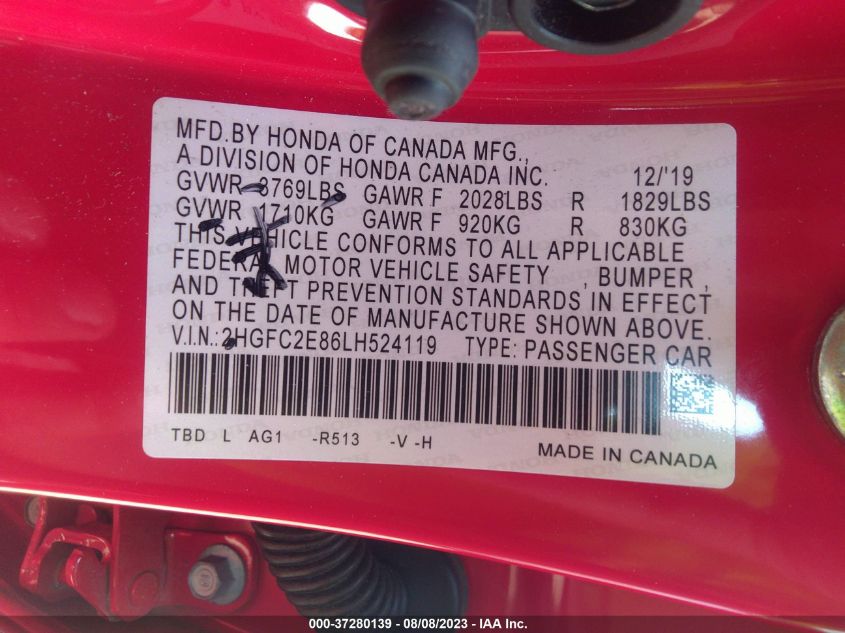 MFD.BY HONDA OF CANADA MFG.,
A DIVISION OF HONDA CANADA INC. 12/'19
GVWR 3769LBS GAWR F 2028LBS R 1829LBS
GVWR 1710KG GAWR F 920KG R 830KG
THIS VEHICLE CONFORMS TO ALL APPLICABLE
FEDERAL MOTOR VEHICLE SAFETY , BUMPER ,
AND THEFT PREVENTION STANDARDS IN EFFECT
ON THE DATE OF MANUFACTURE SHOWN ABOVE.
V.I.N.: 2HGFC2E86LH524119 TYPE: PASSENGER CAR
TBD L AG1 -R513 -V -H MADE IN CANADA
000-37280139 - 08/08/2023 - IAA Inc.